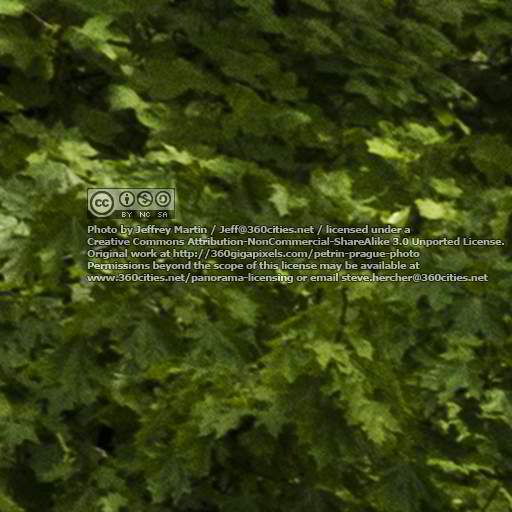 cc
BY NC SA
Photo by Jeffrey Martin / Jeff@360cities.net / licensed under a
Creative Commons Attribution-NonCommercial-ShareAlike 3.0 Unported License.
Original work at http://360gigapixels.com/petrin-prague-photo
Permissions beyond the scope of this license may be available at
www.360cities.net/panorama-licensing or email steve.hercher@360cities.net